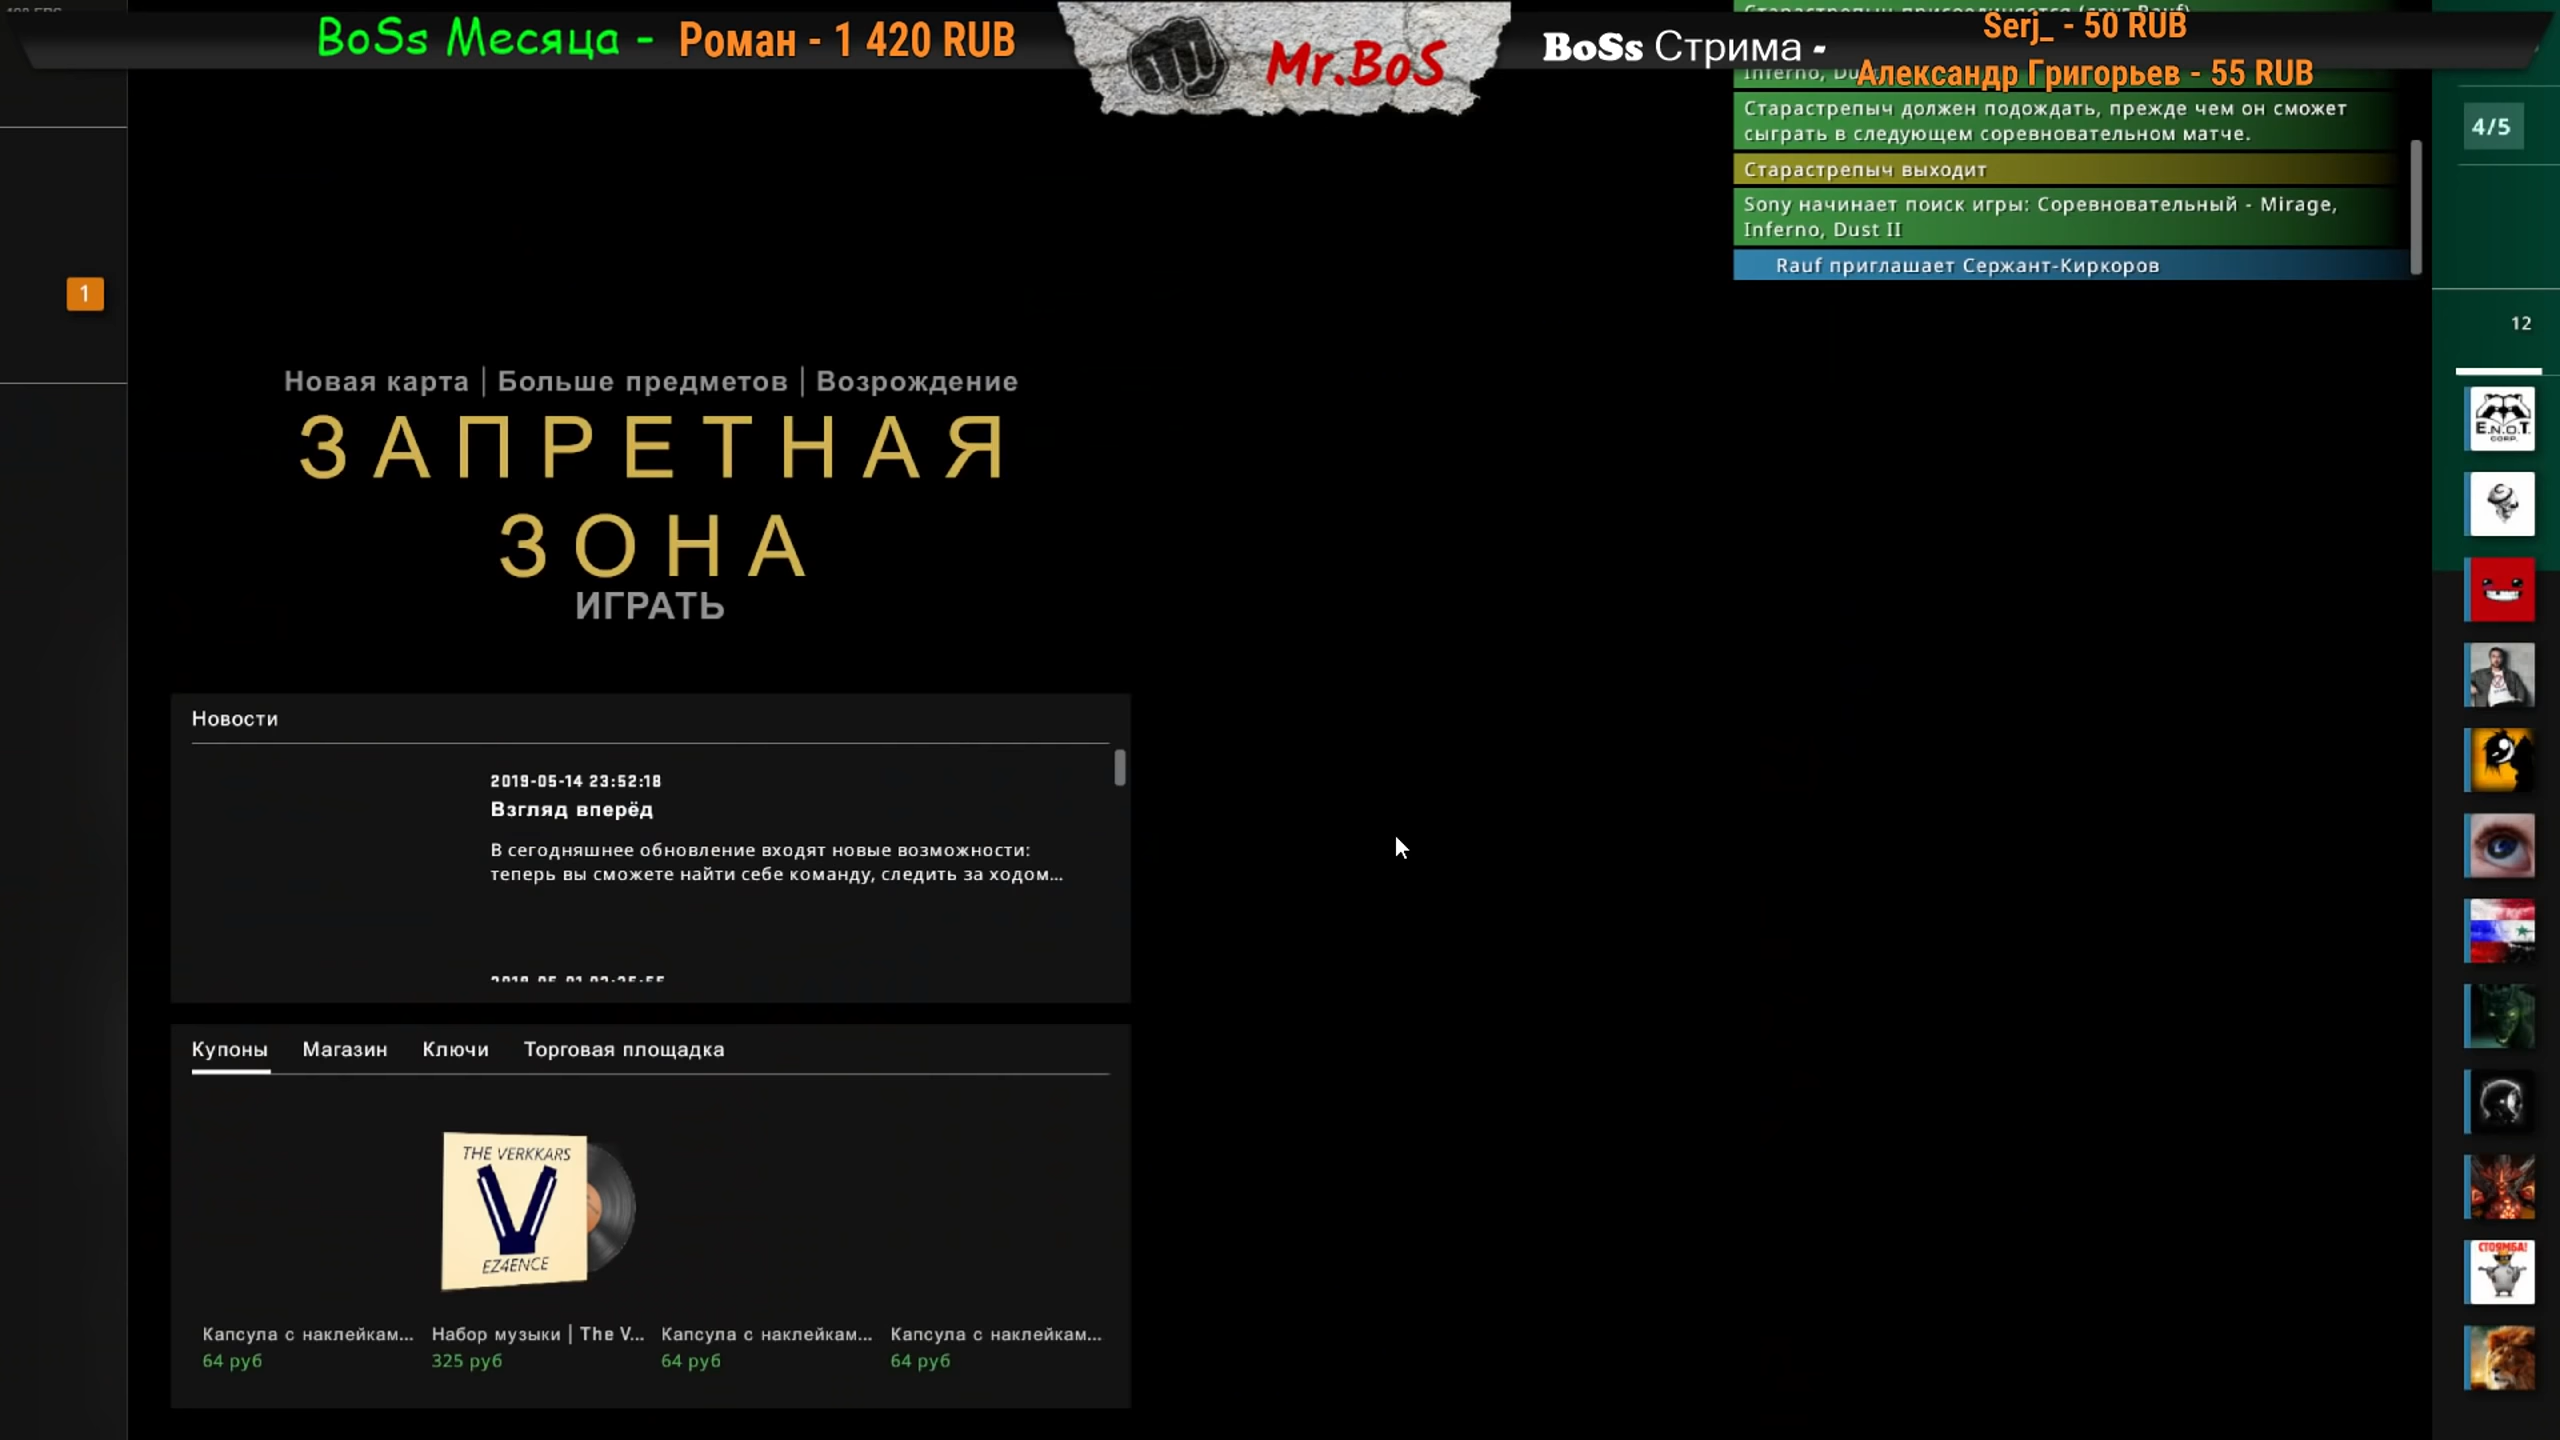 BoSs Месяца - Роман - 1 420 RUB
Mr.BoS
BoSs Стрима -
Serj_ - 50 RUB
Александр Григорьев - 55 RUB
Inferno,
Старастрепыч должен подождать, прежде чем он сможет
сыграть в следующем соревновательном матче.
Старастрепыч выходит
Sony начинает поиск игры: Соревновательный - Mirage,
Inferno, Dust II
Rauf приглашает Сержант-Киркоров
4/5
12
1
Новая карта | Больше предметов | Возрождение
ЗАПРЕТНАЯ
ЗОНА
ИГРАТЬ
Новости
2019-05-14 23:52:18
Взгляд вперёд
В сегодняшнее обновление входят новые возможности:
теперь вы сможете найти себе команду, следить за ходом...
Купоны Магазин Ключи Торговая площадка
THE VERKKARS
EZ4ENCE
Капсула с наклейкам... Набор музыки | The V... Капсула с наклейкам... Капсула с наклейкам...
64 руб 325 руб 64 руб 64 руб
E.N.O.T.
CORP.
СТОЯМБА!